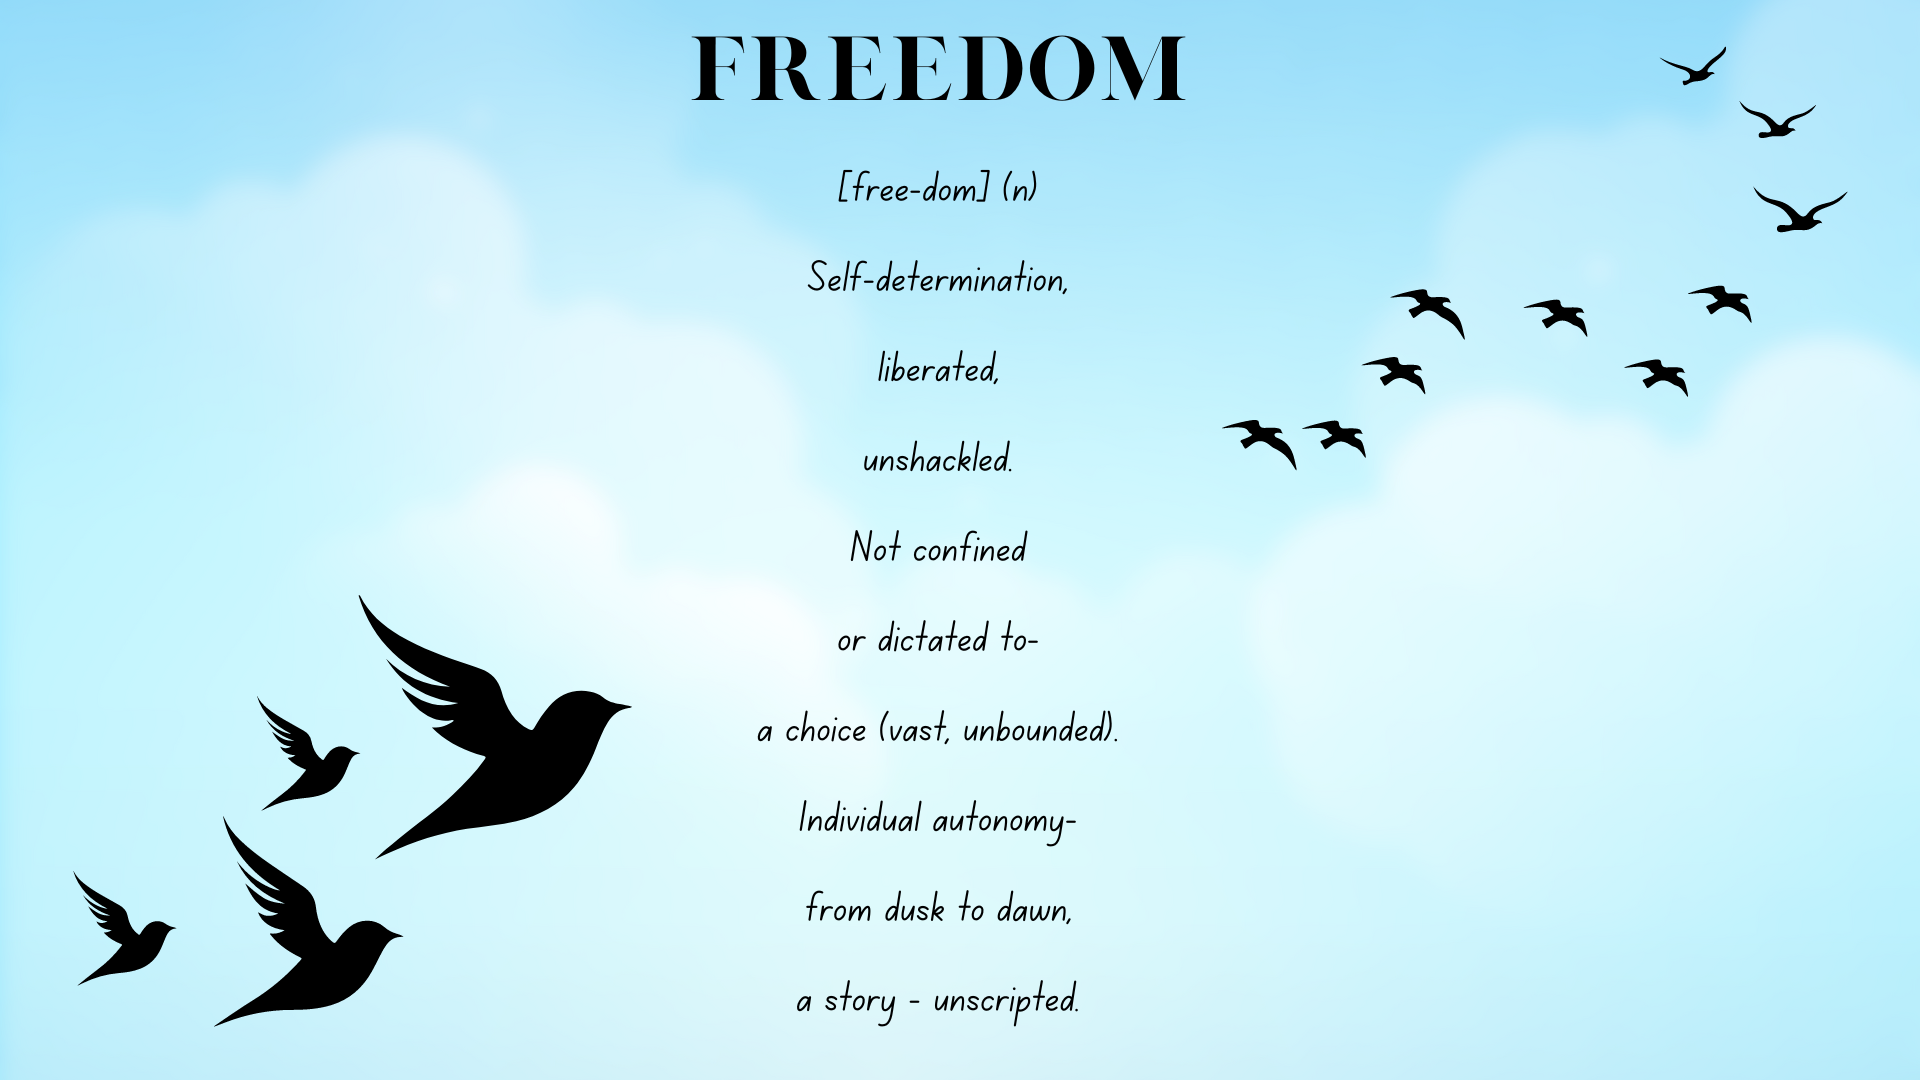 FREEDOM
[free-dom] (n)
Self-determination,
liberated,
unshackled.
Not confined
or dictated to-
a choice (vast, unbounded).
Individual autonomy-
from dusk to dawn,
a story - unscripted.